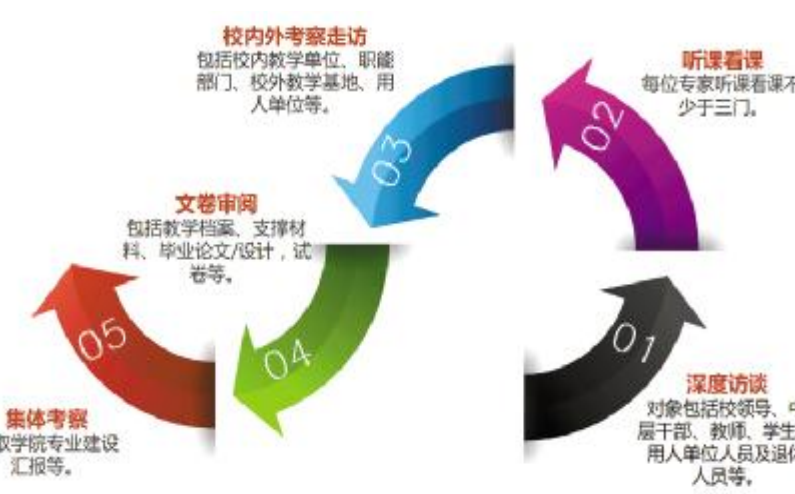 校内外考察走访
包括校内教学单位、职能
部门、校外教学基地、用
人单位等。
03
听课看课
每位专家听课看课不
少于三门。
02
文卷审阅
包括教学档案、支撑材
料、毕业论文/设计，试
卷等。
04
05
集体考察
学院专业建设
汇报等。
01
深度访谈
对象包括校领导、
层干部、教师、学生
用人单位人员及退休
人员等。